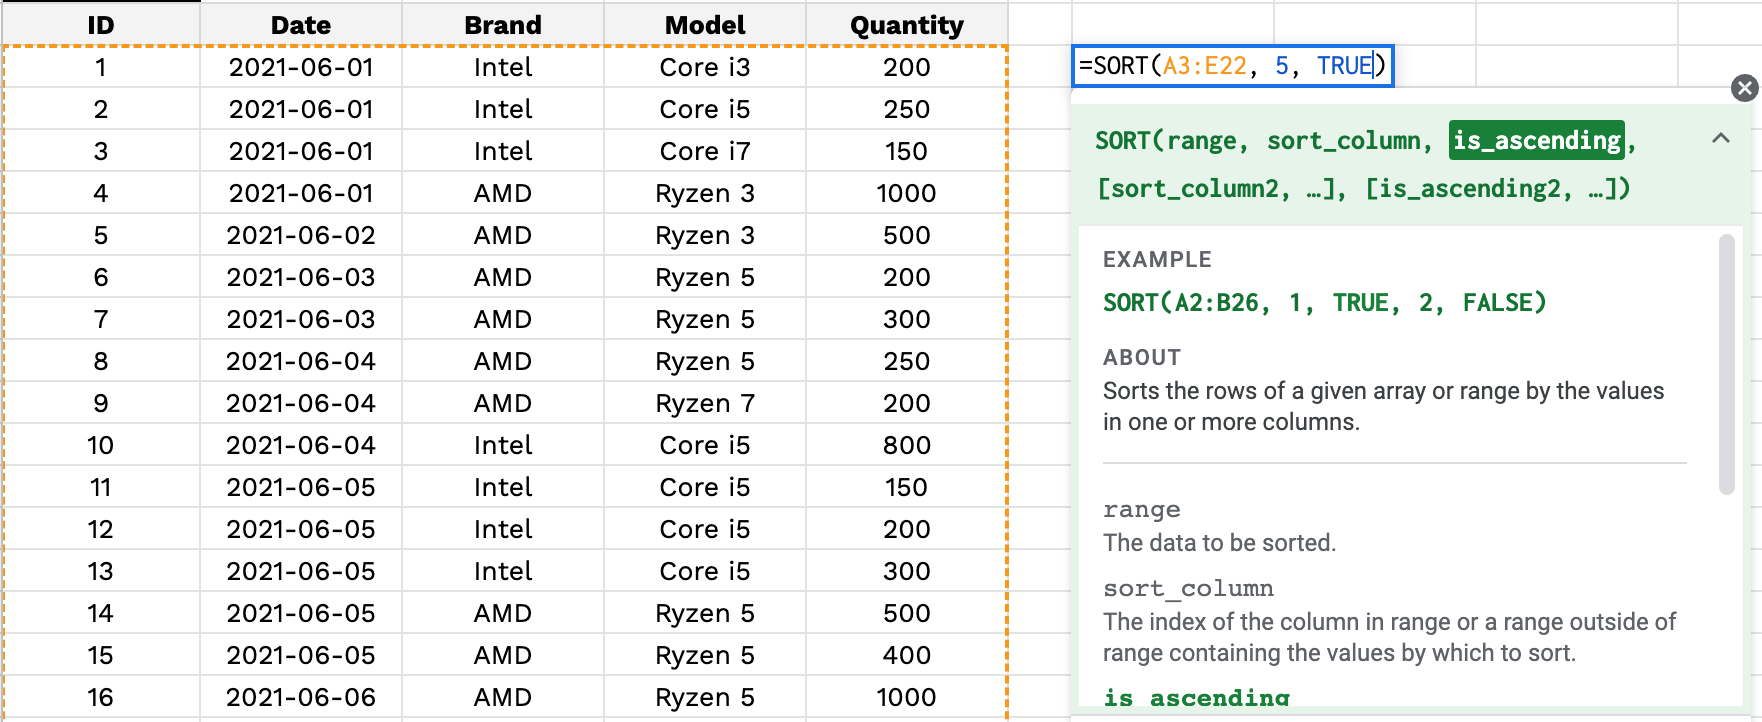 ID Date Brand Model Quantity
1 2021-06-01 Intel Core i3 200
2 2021-06-01 Intel Core i5 250
3 2021-06-01 Intel Core i7 150
4 2021-06-01 AMD Ryzen 3 1000
5 2021-06-02 AMD Ryzen 3 500
6 2021-06-03 AMD Ryzen 5 200
7 2021-06-03 AMD Ryzen 5 300
8 2021-06-04 AMD Ryzen 5 250
9 2021-06-04 AMD Ryzen 7 200
10 2021-06-04 Intel Core i5 800
11 2021-06-05 Intel Core i5 150
12 2021-06-05 Intel Core i5 200
13 2021-06-05 Intel Core i5 300
14 2021-06-05 AMD Ryzen 5 500
15 2021-06-05 AMD Ryzen 5 400
16 2021-06-06 AMD Ryzen 5 1000
=SORT(A3:E22, 5, TRUE)
SORT(range, sort_column, is_ascending,
[sort_column2, …], [is_ascending2, …])
EXAMPLE
SORT(A2:B26, 1, TRUE, 2, FALSE)
ABOUT
Sorts the rows of a given array or range by the values
in one or more columns.
range
The data to be sorted.
sort_column
The index of the column in range or a range outside of
range containing the values by which to sort.
is_ascending